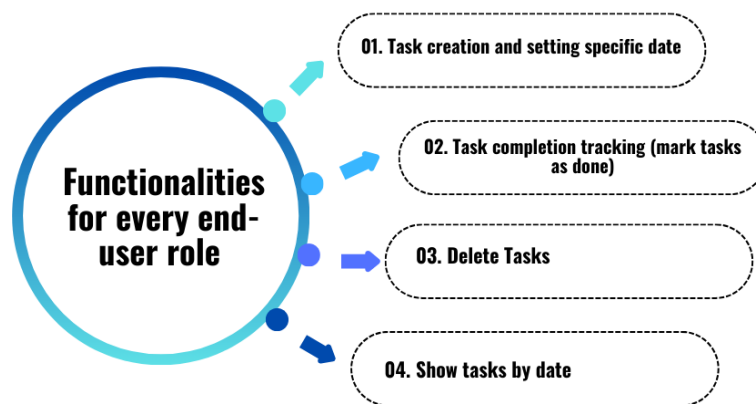 Functionalities
for every end-
user role
01. Task creation and setting specific date
02. Task completion tracking (mark tasks
as done)
03. Delete Tasks
04. Show tasks by date